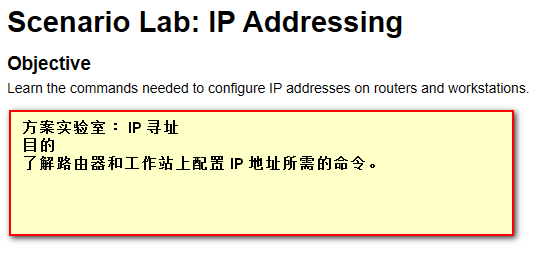 Scenario Lab: IP Addressing
Objective
Learn the commands needed to configure IP addresses on routers and workstations.
方案实验室： IP 寻址
目的
了解路由器和工作站上配置 IP 地址所需的命令。